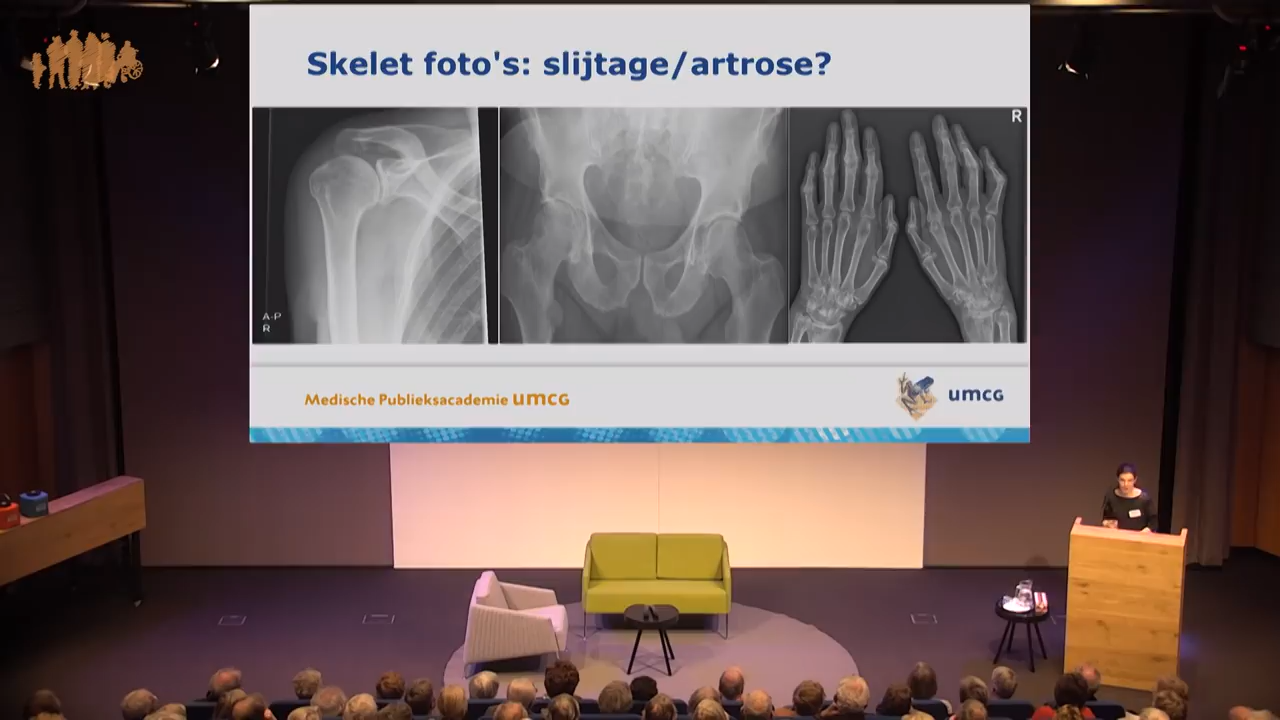 Skelet foto's: slijtage/artrose?
R
A-P
R
Medische Publieksacademie umcg
umcg